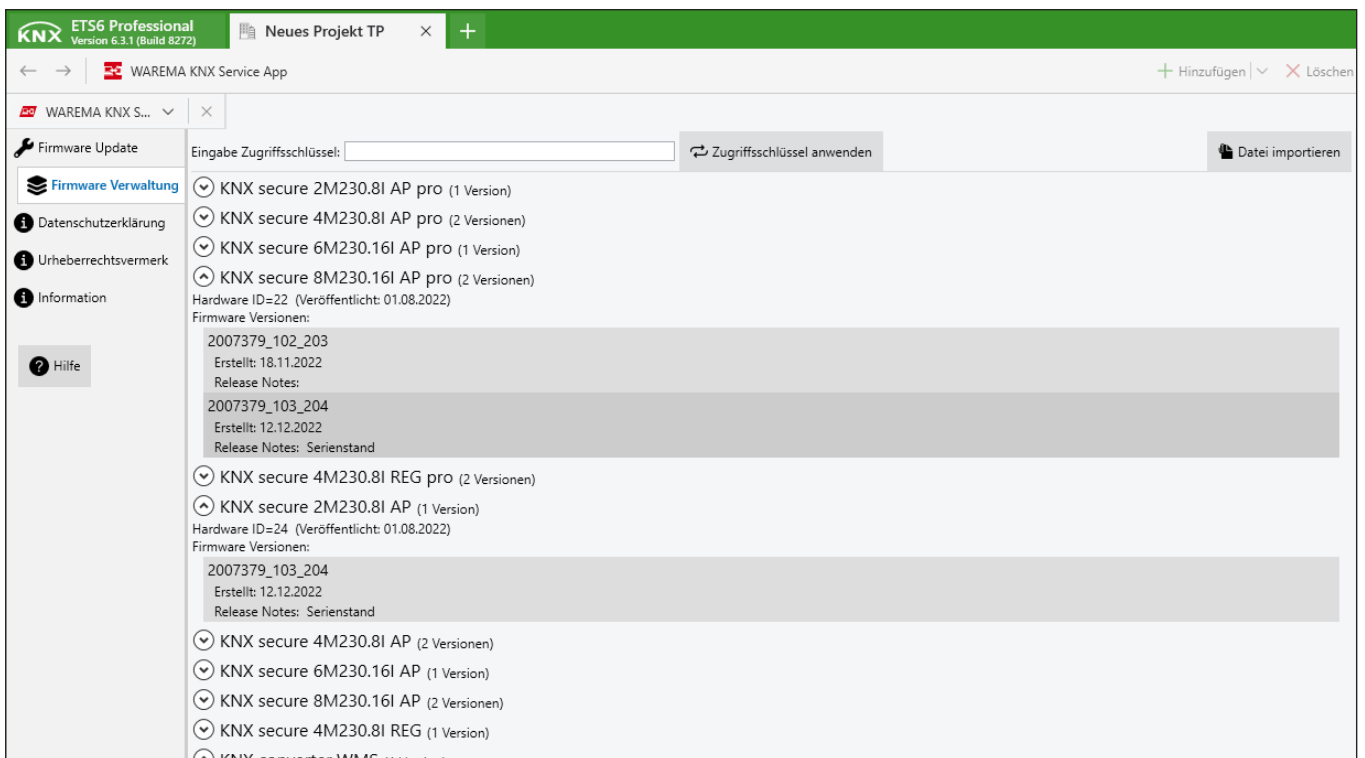 KNX ETS6 Professional
Version 6.3.1 (Build 8272)
Neues Projekt TP
WAREMA KNX Service App
Hinzufügen
Löschen
WAREMA KNX S...
Firmware Update
Eingabe Zugriffsschlüssel:
Zugriffsschlüssel anwenden
Datei importieren
Firmware Verwaltung
Datenschutzerklärung
Urheberrechtsvermerk
Information
Hilfe
KNX secure 2M230.8I AP pro (1 Version)
KNX secure 4M230.8I AP pro (2 Versionen)
KNX secure 6M230.16I AP pro (1 Version)
KNX secure 8M230.16I AP pro (2 Versionen)
Hardware ID=22 (Veröffentlicht: 01.08.2022)
Firmware Versionen:
2007379_102_203
Erstellt: 18.11.2022
Release Notes:
2007379_103_204
Erstellt: 12.12.2022
Release Notes: Serienstand
KNX secure 4M230.8I REG pro (2 Versionen)
KNX secure 2M230.8I AP (1 Version)
Hardware ID=24 (Veröffentlicht: 01.08.2022)
Firmware Versionen:
2007379_103_204
Erstellt: 12.12.2022
Release Notes: Serienstand
KNX secure 4M230.8I AP (2 Versionen)
KNX secure 6M230.16I AP (1 Version)
KNX secure 8M230.16I AP (2 Versionen)
KNX secure 4M230.8I REG (1 Version)
KNX converter WMS